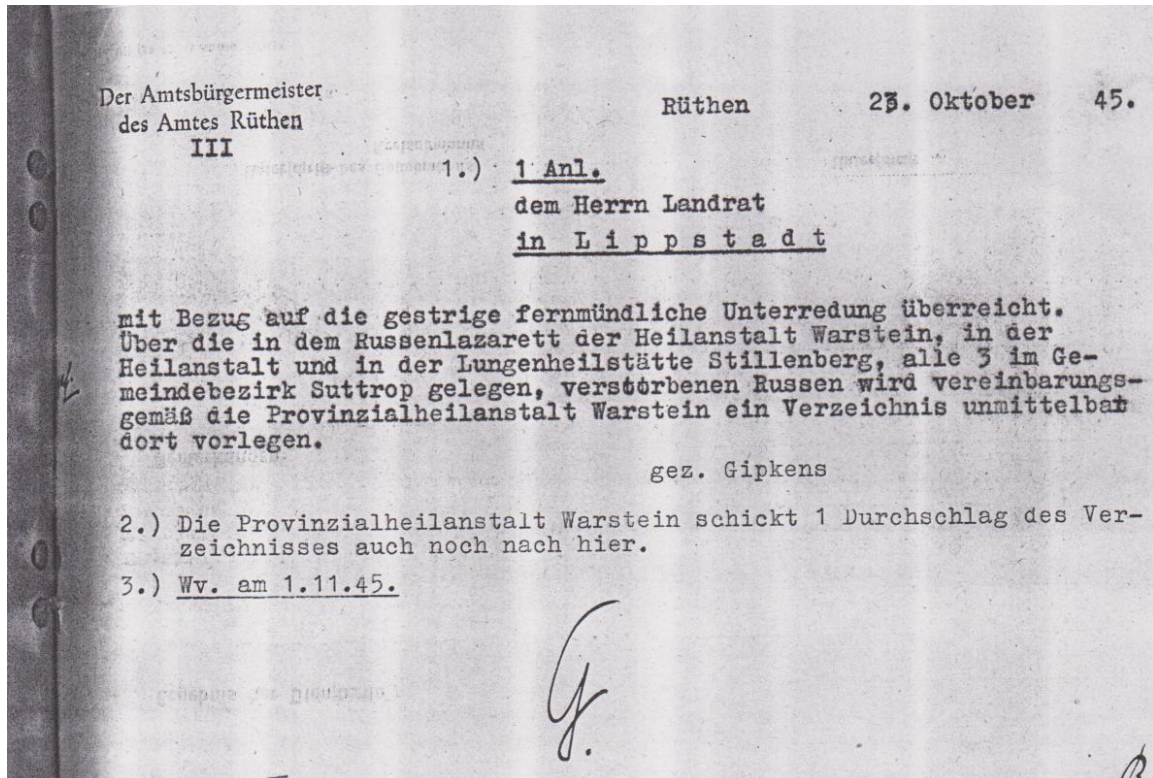 Der Amtsbürgermeister
des Amtes Rüthen
III
Rüthen 23. Oktober 45.
1.) 1 Anl.
dem Herrn Landrat
in L i p p s t a d t
mit Bezug auf die gestrige fernmündliche Unterredung überreicht.
Über die in dem Russenlazarett der Heilanstalt Warstein, in der
Heilanstalt und in der Lungenheilstätte Stillenberg, alle 3 im Ge-
meindebezirk Suttrop gelegen, verstorbenen Russen wird vereinbarungs-
gemäß die Provinzialheilanstalt Warstein ein Verzeichnis unmittelbar
dort vorlegen.
gez. Gipkens
2.) Die Provinzialheilanstalt Warstein schickt 1 Durchschlag des Ver-
zeichnisses auch noch nach hier.
3.) Wv. am 1.11.45.
G.